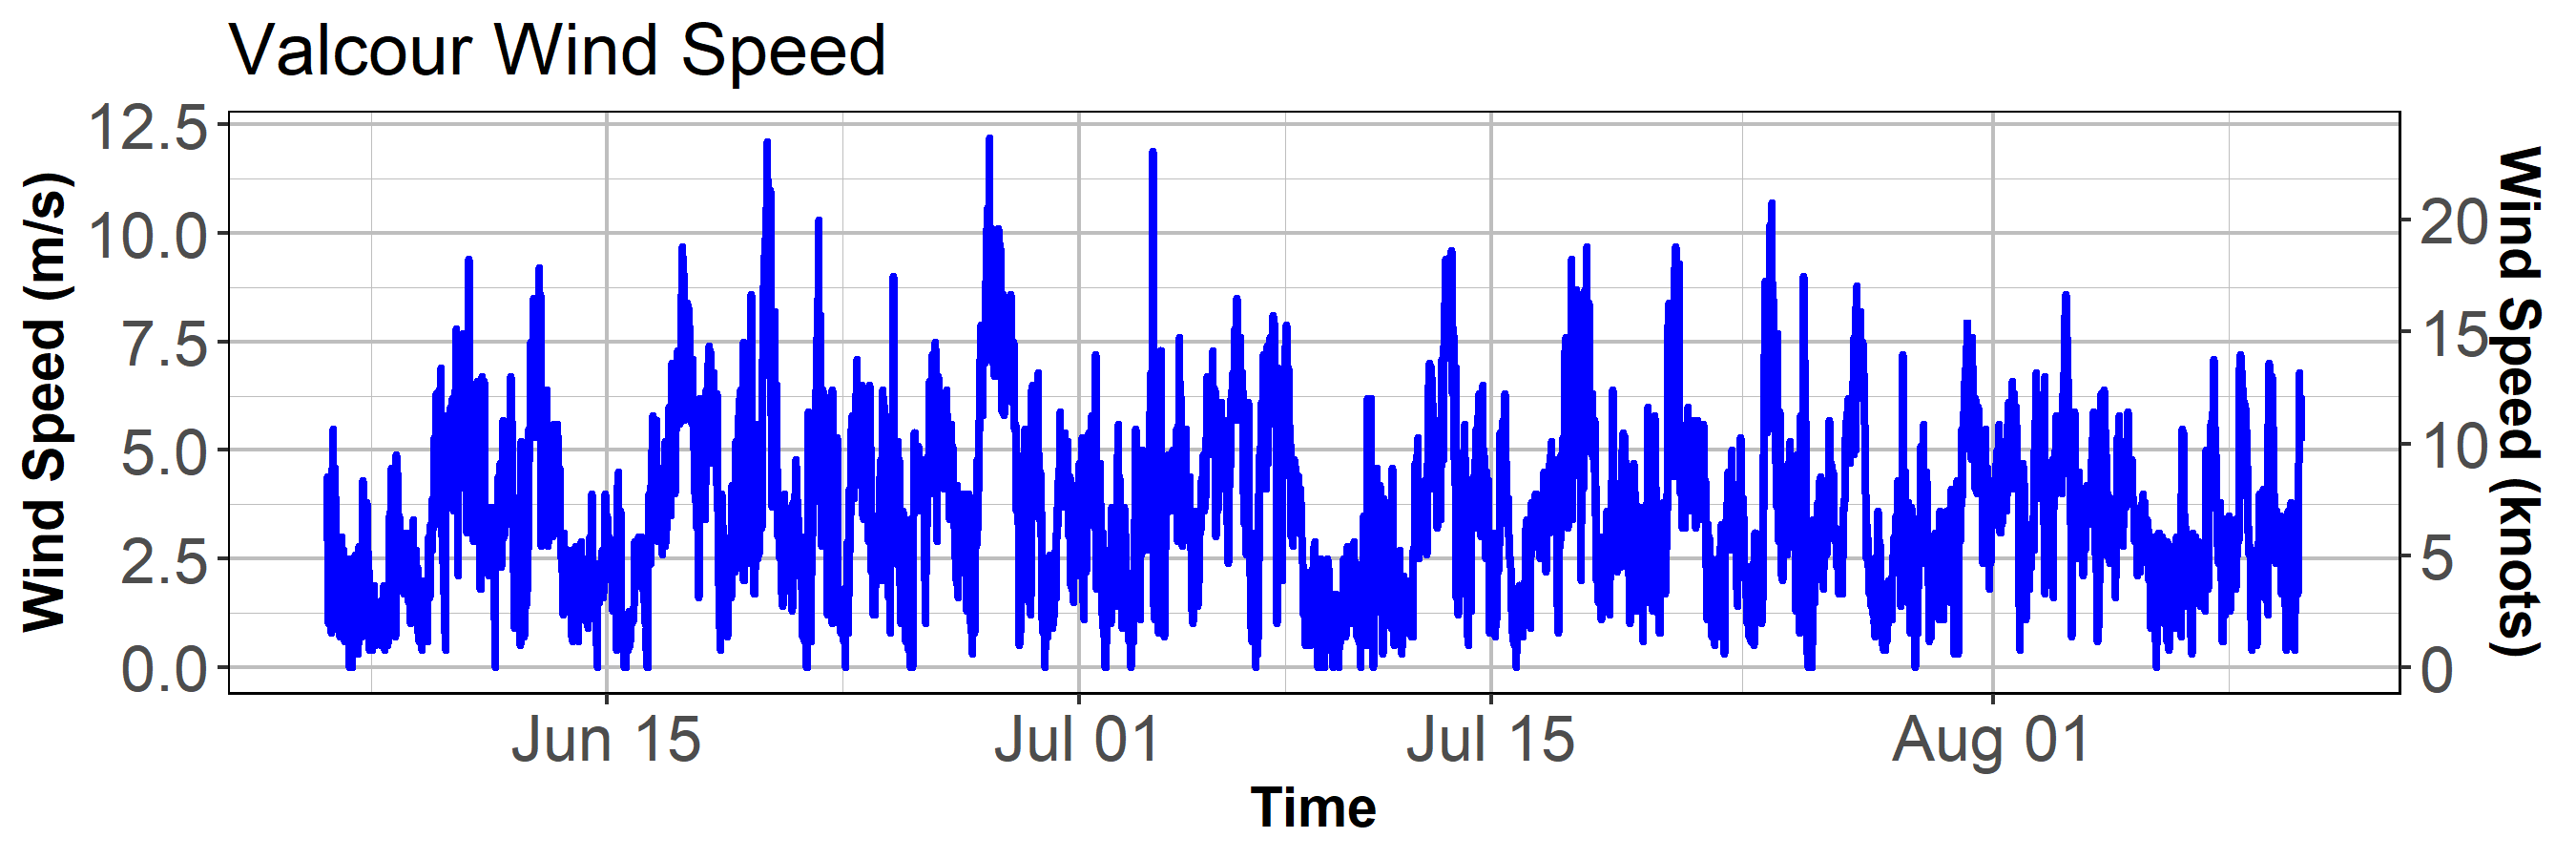 Valcour Wind Speed
Wind Speed (m/s)
12.5
10.0
7.5
5.0
2.5
0.0
20
15
10
5
0
Wind Speed (knots)
Jun 15
Jul 01
Jul 15
Aug 01
Time